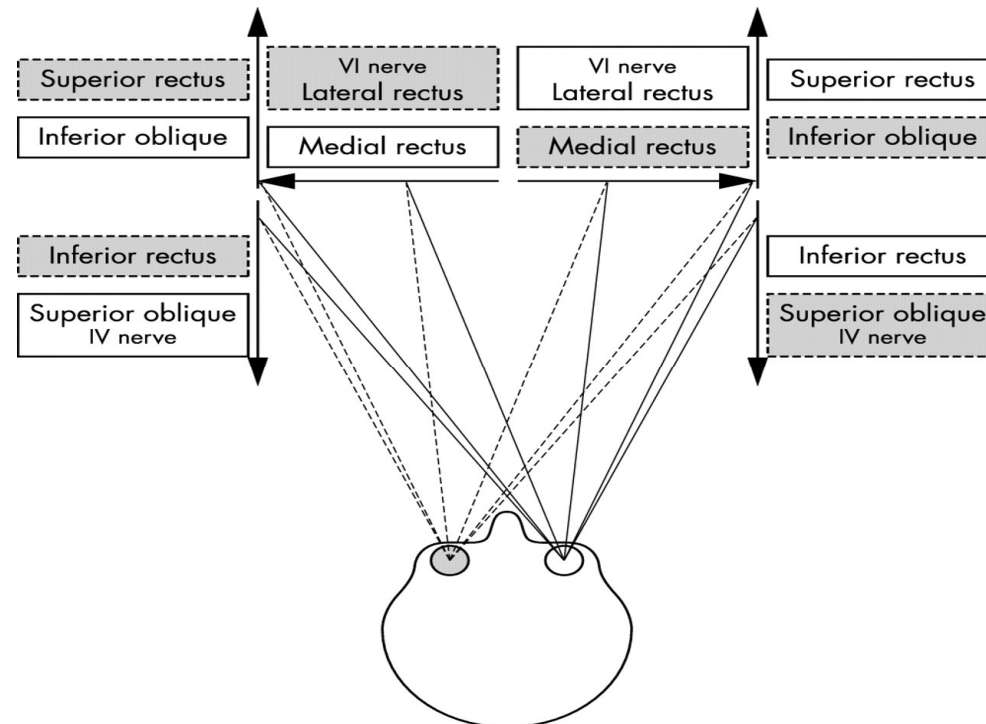 Superior rectus
VI nerve
Lateral rectus
VI nerve
Lateral rectus
Superior rectus
Inferior oblique
Medial rectus
Medial rectus
Inferior oblique
Inferior rectus
Inferior rectus
Superior oblique
IV nerve
Superior oblique
IV nerve